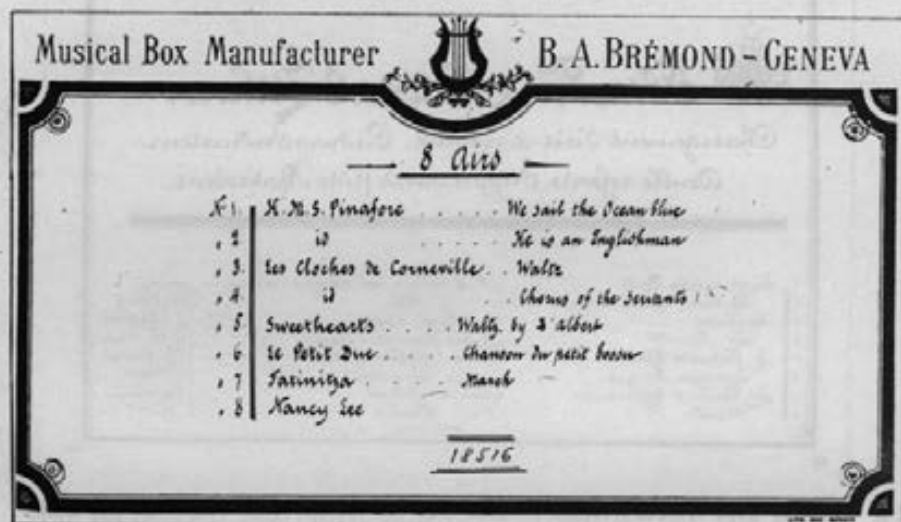 Musical Box Manufacturer B. A. BRÉMOND - GENEVA
8 Airs
N° 1. H. M. S. Pinafore . . . . . We sail the Ocean blue
" 2 id . . . . . He is an Englishman
" 3. Les Cloches de Corneville . . Waltz
" 4. id . . Chorus of the Servants
" 5 Sweethearts . . . . Waltz by D'Albert
" 6 Le Petit Duc . . . . . Chanson du petit bossu
" 7 Fatinitza . . . . . March
" 8 Nancy Lee
18516